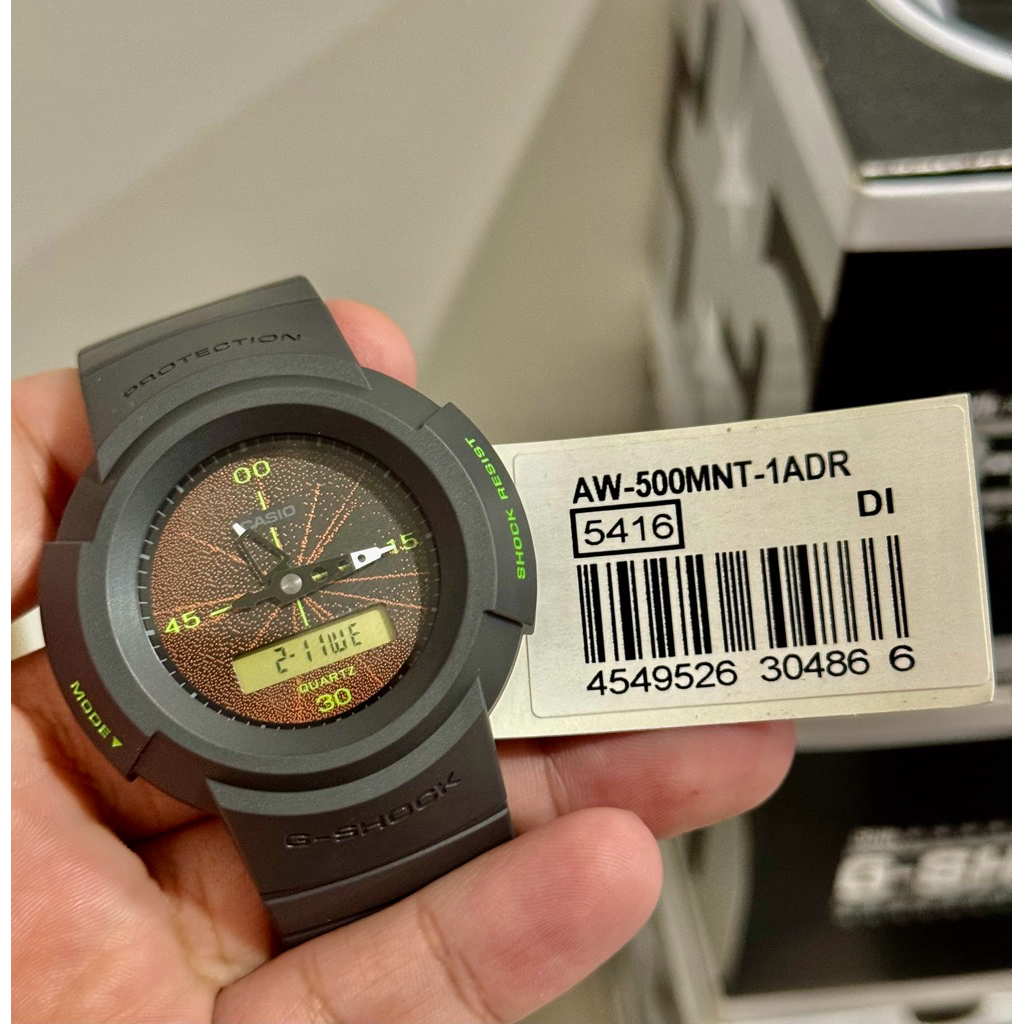 PROTECTION
SHOCK RESIST
00
CASIO
15
45
2-11WE
QUARTZ
30
MODE▼
G-SHOCK
AW-500MNT-1ADR
DI
5416
4549526 30486 6
G-SH